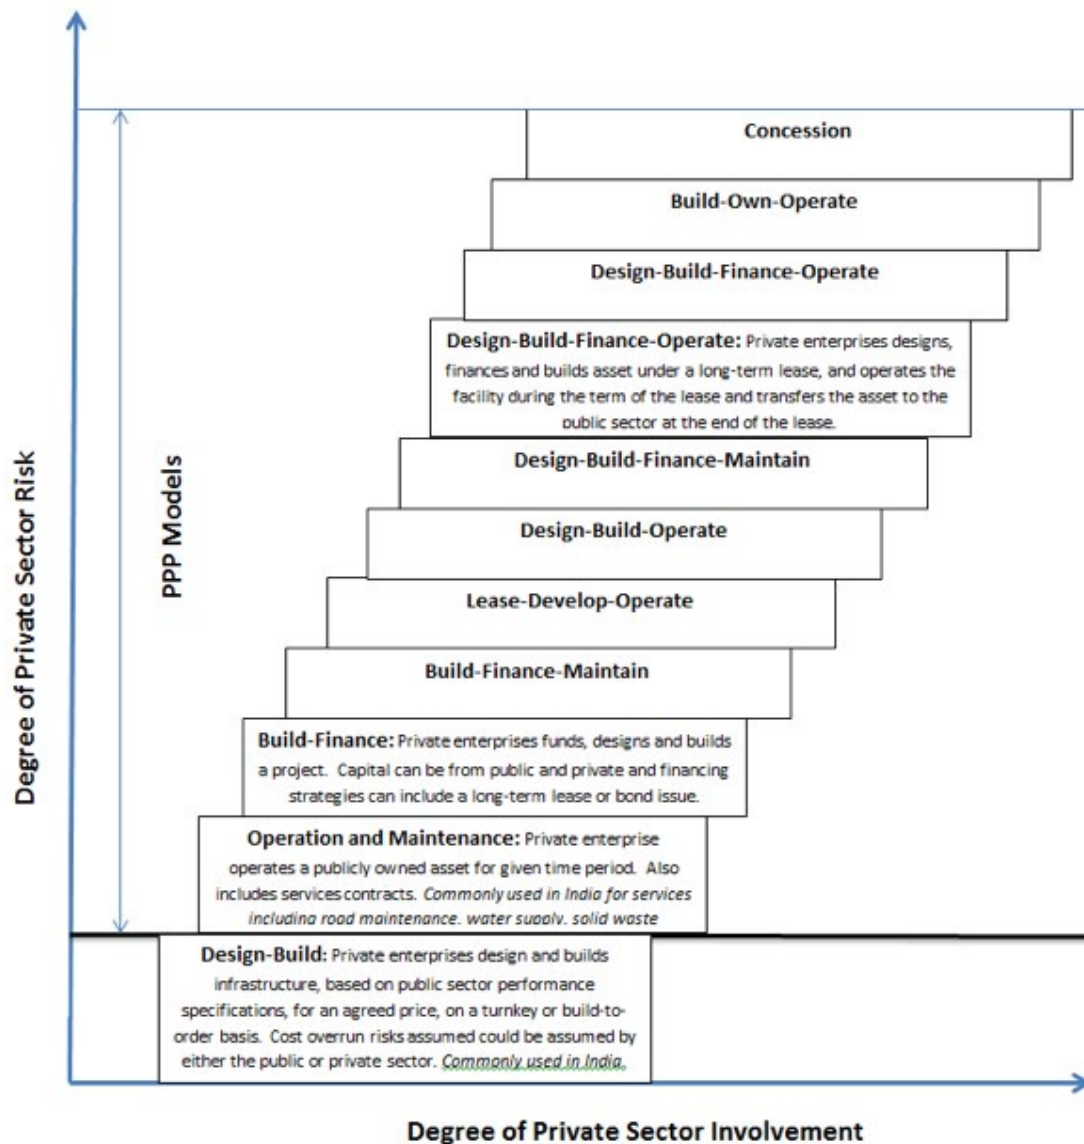 Concession
Build-Own-Operate
Design-Build-Finance-Operate
Design-Build-Finance-Operate: Private enterprises designs,
finances and builds asset under a long-term lease, and operates the
facility during the term of the lease and transfers the asset to the
public sector at the end of the lease.
Design-Build-Finance-Maintain
Design-Build-Operate
Lease-Develop-Operate
Build-Finance-Maintain
Build-Finance: Private enterprises funds, designs and builds
a project. Capital can be from public and private and financing
strategies can include a long-term lease or bond issue.
Operation and Maintenance: Private enterprise
operates a publicly owned asset for given time period. Also
includes services contracts. Commonly used in India for services
including road maintenance, water supply, solid waste
Design-Build: Private enterprises design and builds
infrastructure, based on public sector performance
specifications, for an agreed price, on a turnkey or build-to-
order basis. Cost overrun risks assumed could be assumed by
either the public or private sector. Commonly used in India.
Degree of Private Sector Risk
PPP Models
Degree of Private Sector Involvement